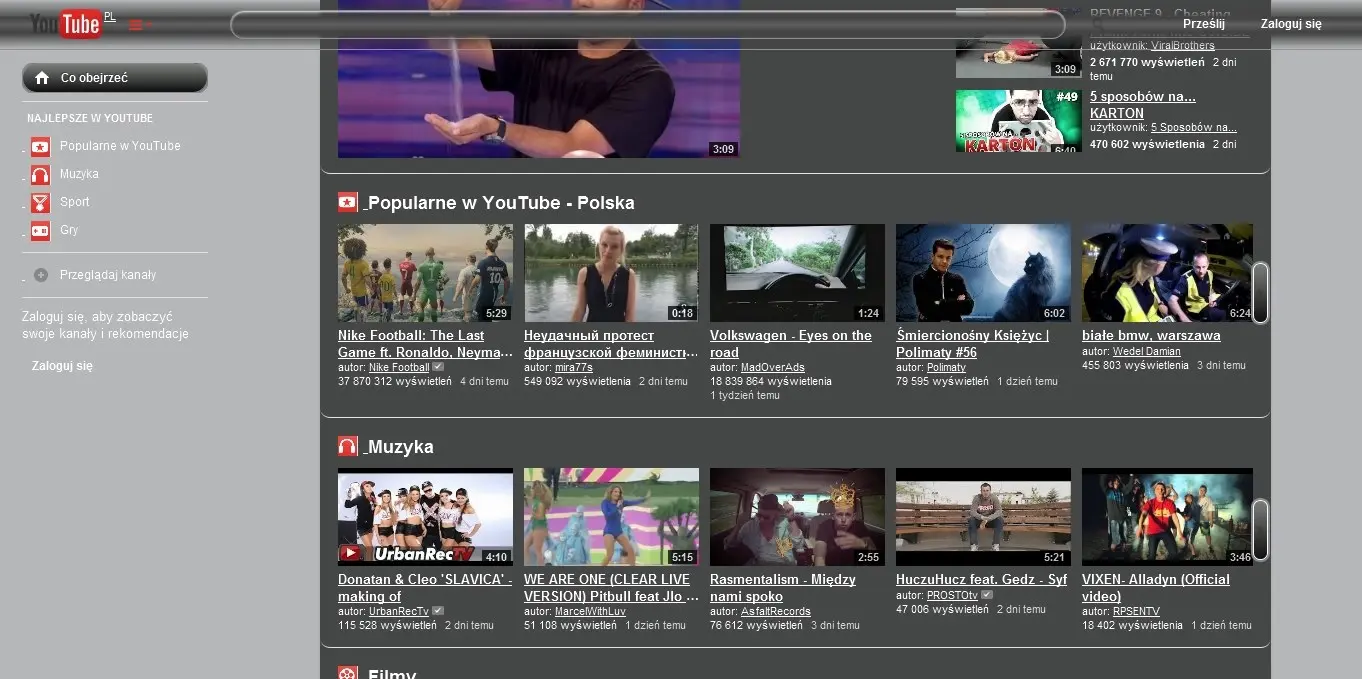 YouTube PL
Prześlij
Zaloguj się
Co obejrzeć
NAJLEPSZE W YOUTUBE
Popularne w YouTube
Muzyka
Sport
Gry
Przeglądaj kanały
Zaloguj się, aby zobaczyć
swoje kanały i rekomendacje
Zaloguj się
3:09
REVENGE 9 - Cheating
użytkownik: ViralBrothers
2 671 770 wyświetleń 2 dni
temu
3:09
#49
KARTON
6:40
5 sposobów na...
KARTON
użytkownik: 5 Sposobów na...
470 602 wyświetlenia 2 dni
Popularne w YouTube - Polska
5:29
Nike Football: The Last
Game ft. Ronaldo, Neyma...
autor: Nike Football
37 870 312 wyświetleń 4 dni temu
0:18
Неудачный протест
французской феминистк...
autor: mira77s
549 092 wyświetlenia 2 dni temu
1:24
Volkswagen - Eyes on the
road
autor: MadOverAds
18 839 864 wyświetlenia
1 tydzień temu
6:02
Śmiercionośny Księżyc |
Polimaty #56
autor: Polimaty
79 595 wyświetleń 1 dzień temu
6:24
białe bmw, warszawa
autor: Wedel Damian
455 803 wyświetlenia 3 dni temu
Muzyka
UrbanRecTV
4:10
Donatan & Cleo 'SLAVICA' -
making of
autor: UrbanRecTv
115 528 wyświetleń 2 dni temu
5:15
WE ARE ONE (CLEAR LIVE
VERSION) Pitbull feat Jlo ...
autor: MarcelWithLuv
51 108 wyświetleń 1 dzień temu
2:55
Rasmentalism - Między
nami spoko
autor: AsfaltRecords
76 612 wyświetleń 3 dni temu
5:21
HuczuHucz feat. Gedz - Syf
autor: PROSTOtv
47 006 wyświetleń 2 dni temu
3:46
VIXEN- Alladyn (Official
video)
autor: RPSENTV
18 402 wyświetlenia 1 dzień temu
Filmy